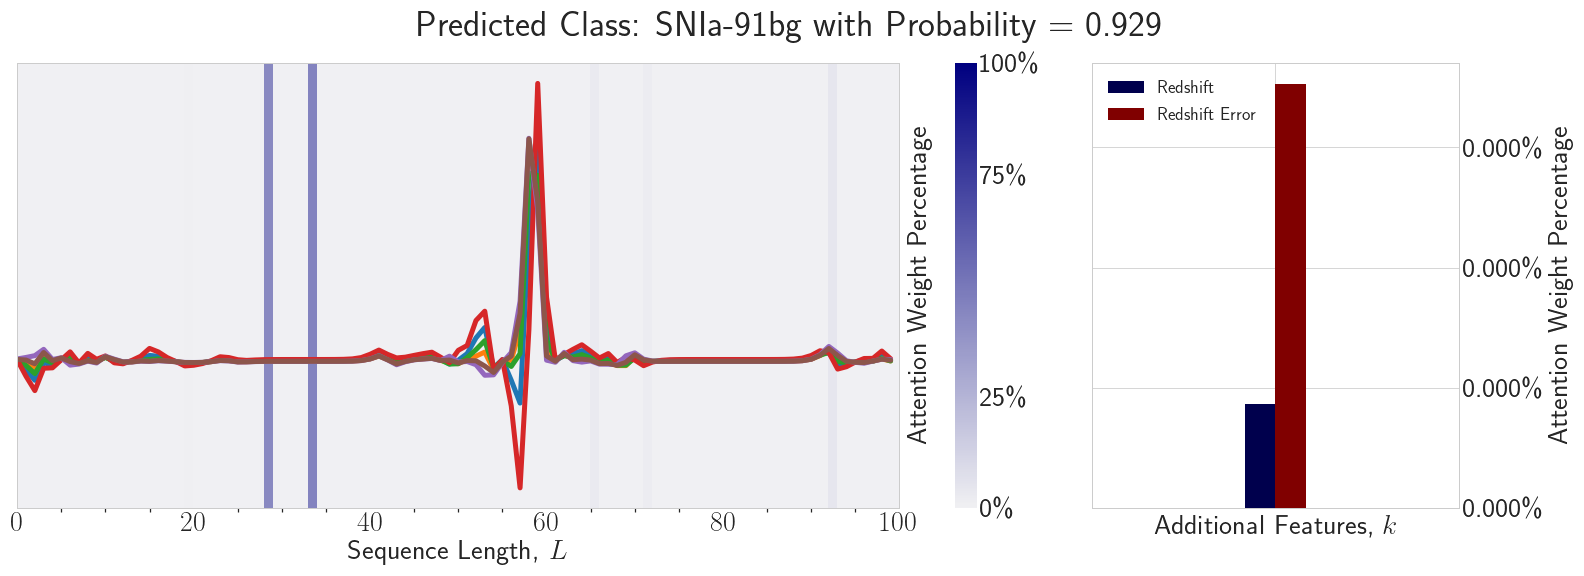 Predicted Class: SNIa-91bg with Probability = 0.929
0 20 40 60 80 100
Sequence Length, L
100%
75%
25%
0%
Attention Weight Percentage
Redshift
Redshift Error
0.000%
0.000%
0.000%
0.000%
Attention Weight Percentage
Additional Features, k